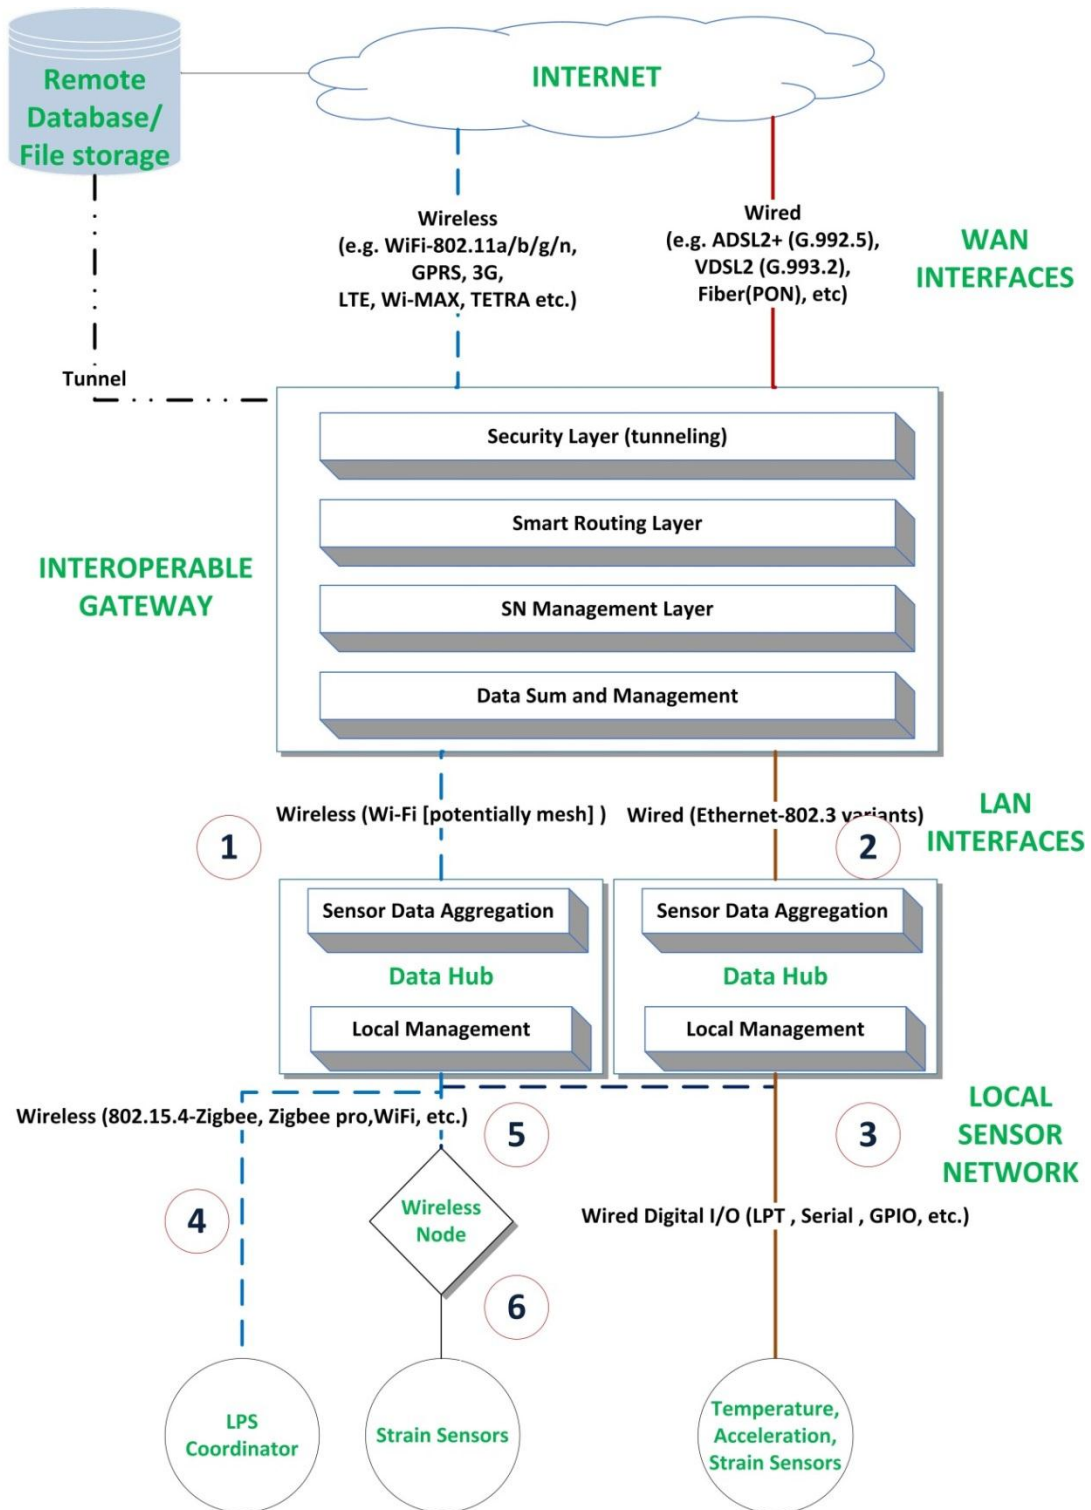 Remote
Database/
File storage
INTERNET
Wireless
(e.g. WiFi-802.11a/b/g/n,
GPRS, 3G,
LTE, Wi-MAX, TETRA etc.)
Wired
(e.g. ADSL2+ (G.992.5),
VDSL2 (G.993.2),
Fiber(PON), etc)
WAN
INTERFACES
Tunnel
Security Layer (tunneling)
Smart Routing Layer
INTEROPERABLE
GATEWAY
SN Management Layer
Data Sum and Management
Wireless (Wi-Fi [potentially mesh] )
Wired (Ethernet-802.3 variants)
LAN
INTERFACES
1
2
Sensor Data Aggregation
Sensor Data Aggregation
Data Hub
Data Hub
Local Management
Local Management
Wireless (802.15.4-Zigbee, Zigbee pro,WiFi, etc.)
5
3
LOCAL
SENSOR
NETWORK
4
Wireless
Node
Wired Digital I/O (LPT , Serial , GPIO, etc.)
6
LPS
Coordinator
Strain Sensors
Temperature,
Acceleration,
Strain Sensors